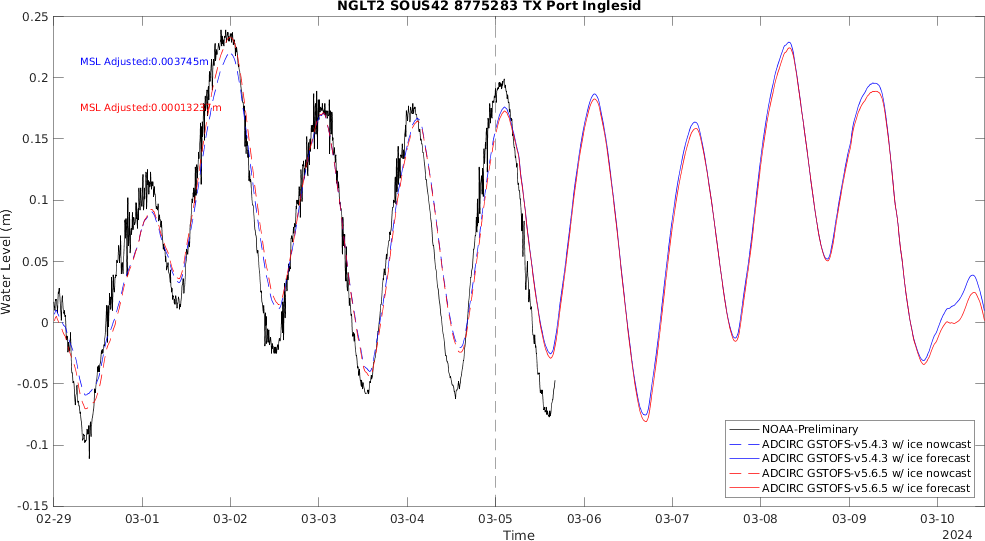 NGLT2 SOUS42 8775283 TX Port Inglesid
0.25
0.2
0.15
0.1
0.05
0
-0.05
-0.1
-0.15
Water Level (m)
MSL Adjusted:0.003745m
MSL Adjusted:0.00013237m
NOAA-Preliminary
ADCIRC GSTOFS-v5.4.3 w/ ice nowcast
ADCIRC GSTOFS-v5.4.3 w/ ice forecast
ADCIRC GSTOFS-v5.6.5 w/ ice nowcast
ADCIRC GSTOFS-v5.6.5 w/ ice forecast
02-29 03-01 03-02 03-03 03-04 03-05 03-06 03-07 03-08 03-09 03-10
Time
2024